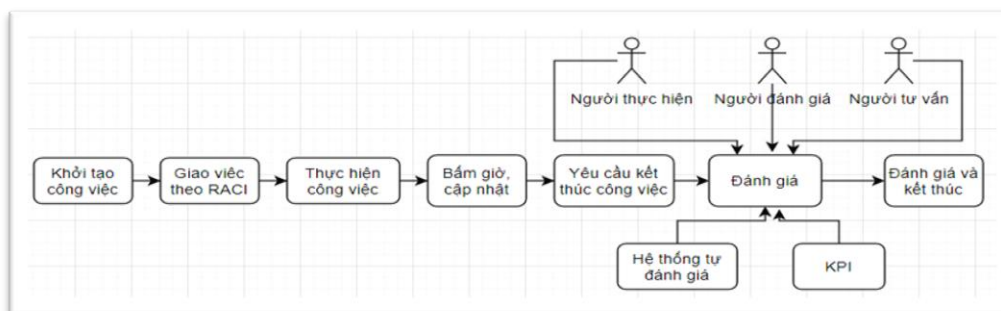 Người thực hiện
Người đánh giá
Người tư vấn
Khởi tạo
công việc
Giao viêc
theo RACI
Thực hiện
công việc
Bấm giờ,
cập nhật
Yêu cầu kết
thúc công việc
Đánh giá
Đánh giá và
kết thúc
Hệ thống tự
đánh giá
KPI